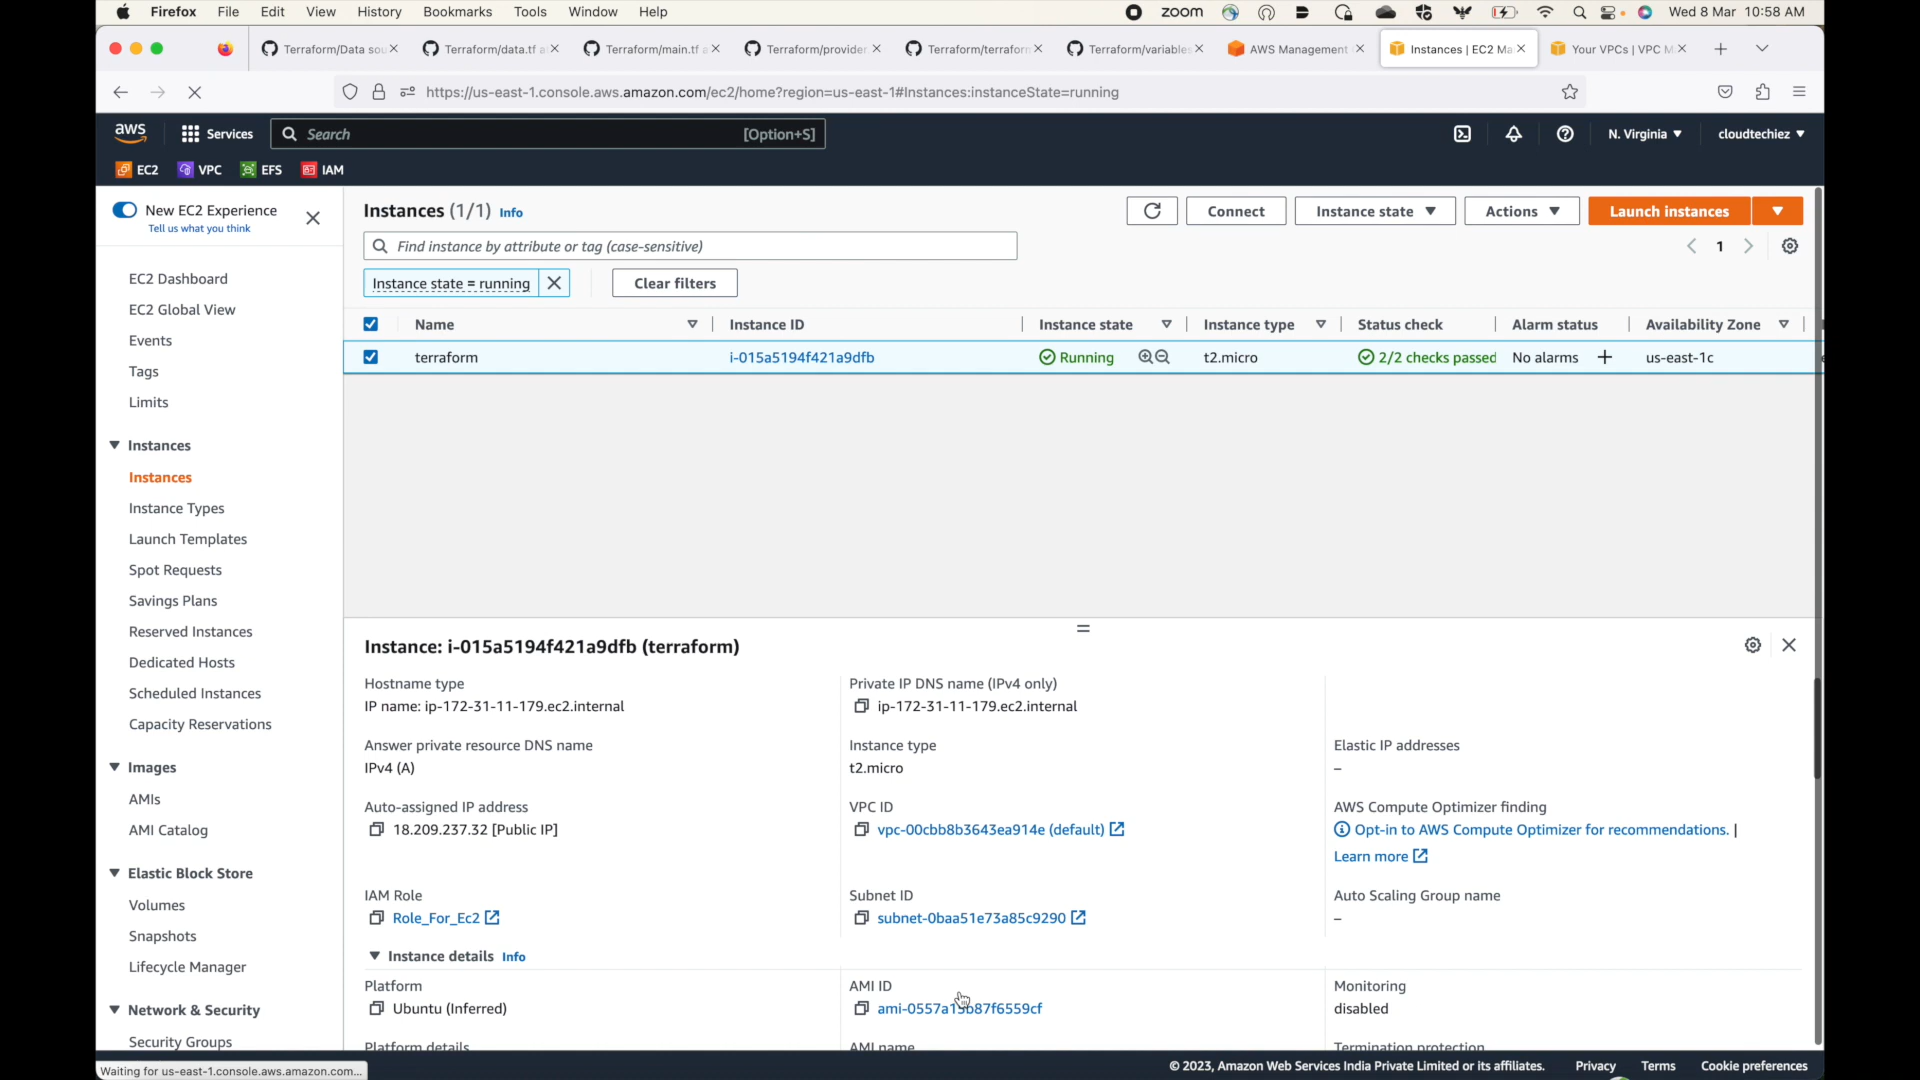 Firefox File Edit View History Bookmarks Tools Window Help zoom Wed 8 Mar 10:58 AM
Terraform/Data sou Terraform/data.tf a Terraform/main.tf a Terraform/provider Terraform/terraform Terraform/variables AWS Management Instances | EC2 Ma Your VPCs | VPC M
https://us-east-1.console.aws.amazon.com/ec2/home?region=us-east-1#Instances:instanceState=running
aws Services Search [Option+S] N. Virginia cloudtechiez
EC2 VPC EFS IAM
New EC2 Experience
Tell us what you think
EC2 Dashboard
EC2 Global View
Events
Tags
Limits
Instances
Instances
Instance Types
Launch Templates
Spot Requests
Savings Plans
Reserved Instances
Dedicated Hosts
Scheduled Instances
Capacity Reservations
Images
AMIs
AMI Catalog
Elastic Block Store
Volumes
Snapshots
Lifecycle Manager
Network & Security
Security Groups
Instances (1/1) Info Connect Instance state Actions Launch instances
Find instance by attribute or tag (case-sensitive) 1
Instance state = running Clear filters
Name Instance ID Instance state Instance type Status check Alarm status Availability Zone
terraform i-015a5194f421a9dfb Running t2.micro 2/2 checks passed No alarms us-east-1c
Instance: i-015a5194f421a9dfb (terraform)
Hostname type Private IP DNS name (IPv4 only)
IP name: ip-172-31-11-179.ec2.internal ip-172-31-11-179.ec2.internal
Answer private resource DNS name Instance type Elastic IP addresses
IPv4 (A) t2.micro –
Auto-assigned IP address VPC ID AWS Compute Optimizer finding
18.209.237.32 [Public IP] vpc-00cbb8b3643ea914e (default) Opt-in to AWS Compute Optimizer for recommendations. |
Learn more
IAM Role Subnet ID Auto Scaling Group name
Role_For_Ec2 subnet-0baa51e73a85c9290 –
Instance details Info
Platform AMI ID Monitoring
Ubuntu (Inferred) disabled
Platform details AMI name Termination protection
Waiting for us-east-1.console.aws.amazon.com... © 2023, Amazon Web Services India Private Limited or its affiliates. Privacy Terms Cookie preferences